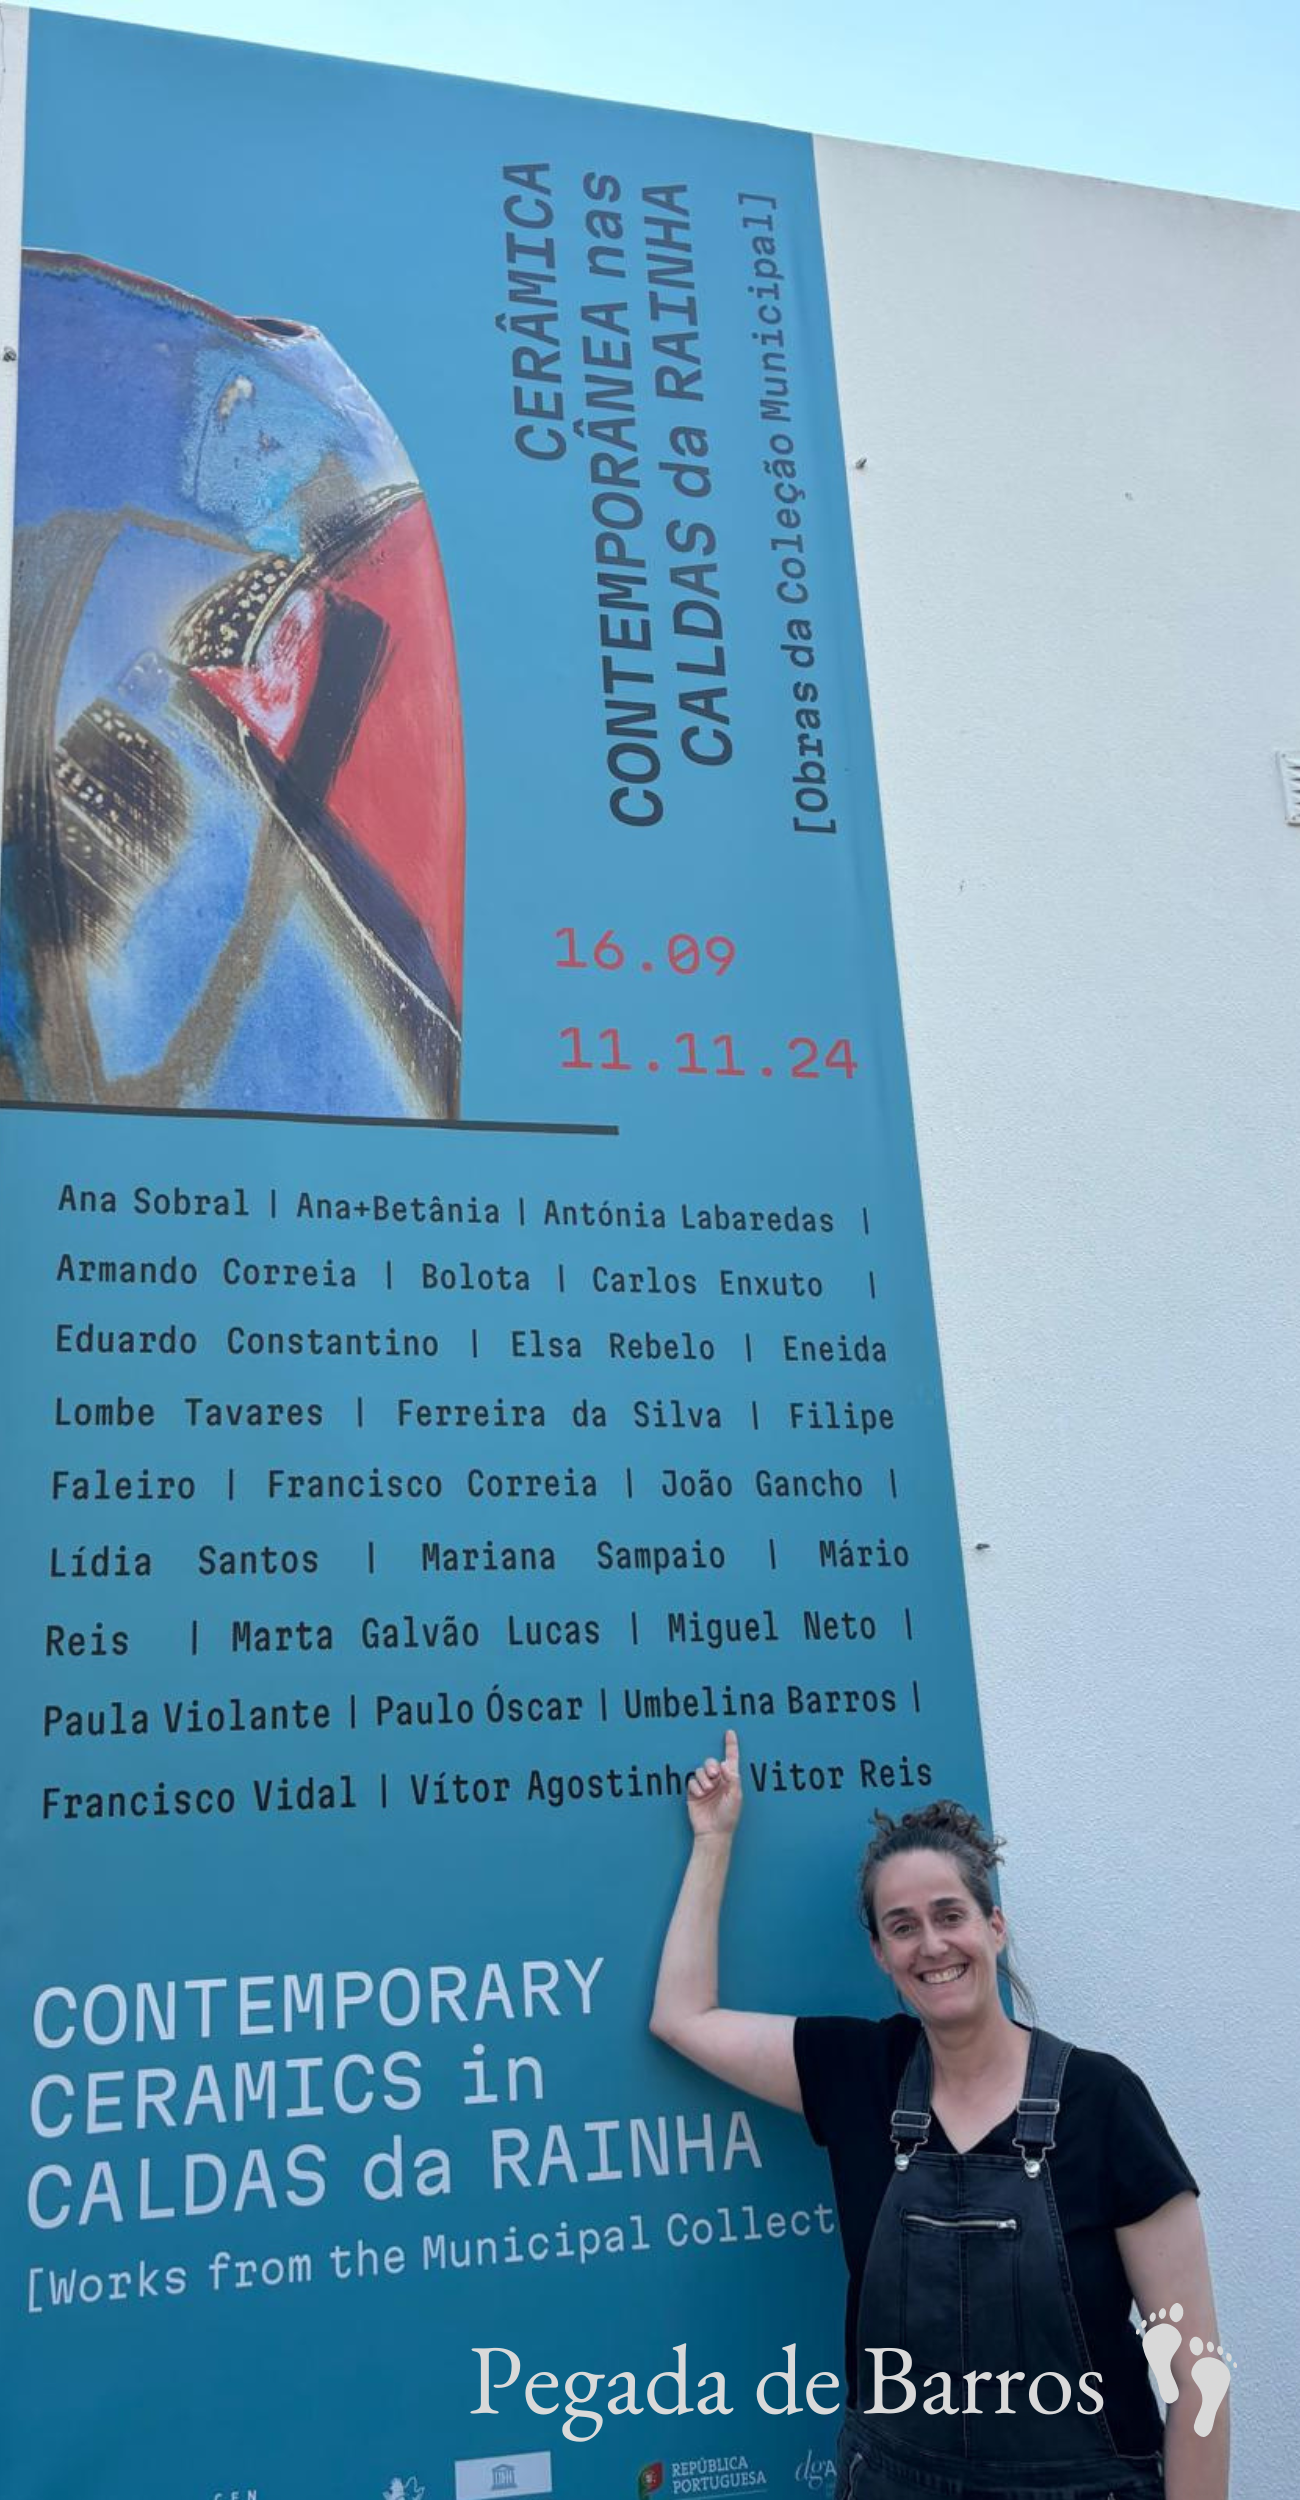 CERÂMICA
CONTEMPORÂNEA nas
CALDAS da RAINHA
[Obras da Coleção Municipal]
16.09
11.11.24
Ana Sobral | Ana+Betânia | Antónia Labaredas |
Armando Correia | Bolota | Carlos Enxuto |
Eduardo Constantino | Elsa Rebelo | Eneida
Lombe Tavares | Ferreira da Silva | Filipe
Faleiro | Francisco Correia | João Gancho |
Lídia Santos | Mariana Sampaio | Mário
Reis | Marta Galvão Lucas | Miguel Neto |
Paula Violante | Paulo Óscar | Umbelina Barros |
Francisco Vidal | Vítor Agostinho Vitor Reis
CONTEMPORARY
CERAMICS in
CALDAS da RAINHA
[Works from the Municipal Collect
Pegada de Barros
REPÚBLICA
PORTUGUESA
dgA